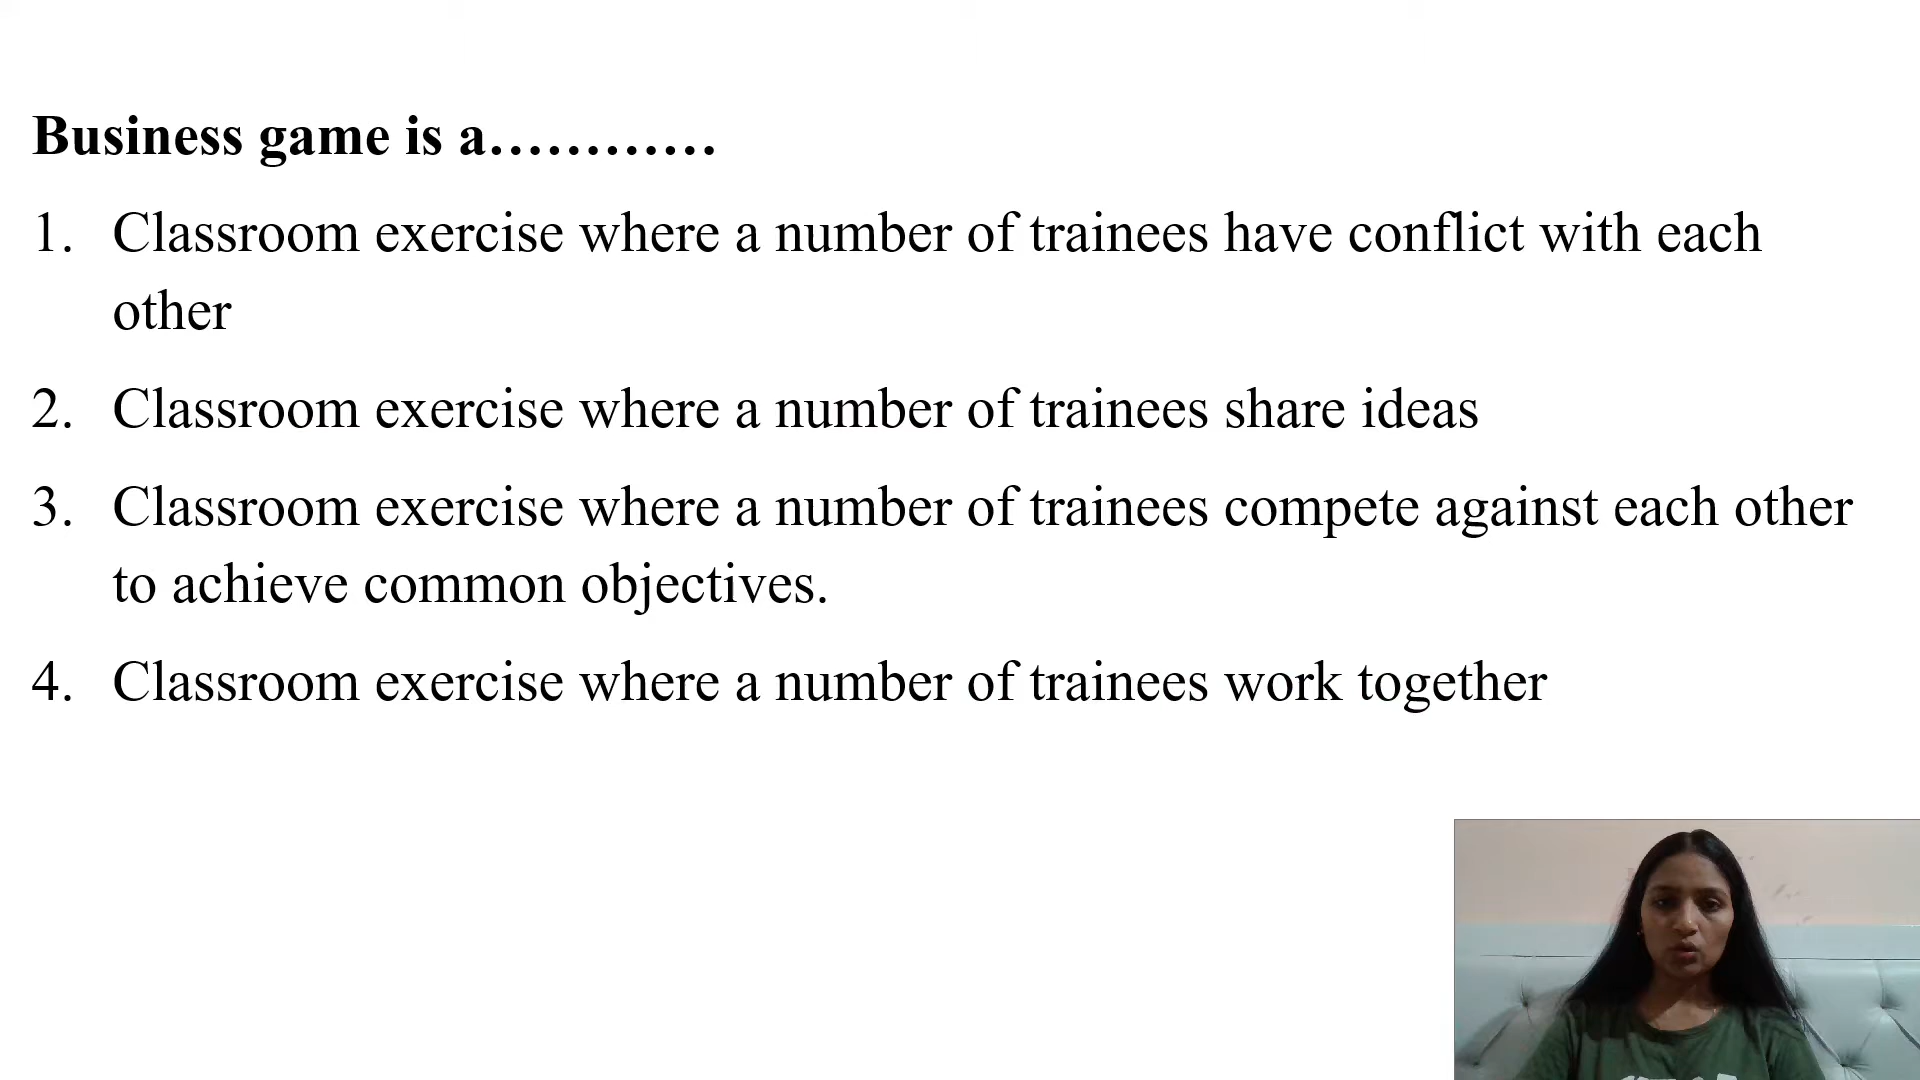 Business game is a…………
1. Classroom exercise where a number of trainees have conflict with each
other
2. Classroom exercise where a number of trainees share ideas
3. Classroom exercise where a number of trainees compete against each other
to achieve common objectives.
4. Classroom exercise where a number of trainees work together